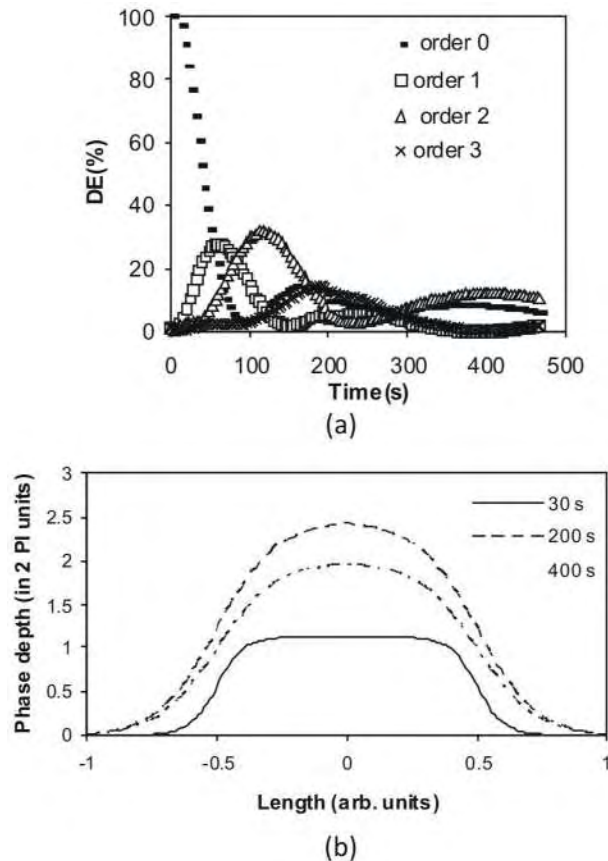 100
80
60
40
20
0
DE(%)
order 0
order 1
order 2
order 3
0 100 200 300 400 500
Time(s)
(a)
3
2.5
2
1.5
1
0.5
0
Phase depth (in 2 PI units)
30 s
200 s
400 s
-1 -0.5 0 0.5 1
Length (arb. units)
(b)